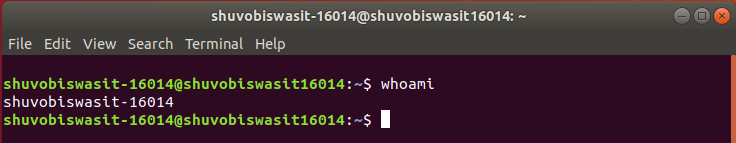 shuvobiswasit-16014@shuvobiswasit16014: ~
File Edit View Search Terminal Help
shuvobiswasit-16014@shuvobiswasit16014:~$ whoami
shuvobiswasit-16014
shuvobiswasit-16014@shuvobiswasit16014:~$